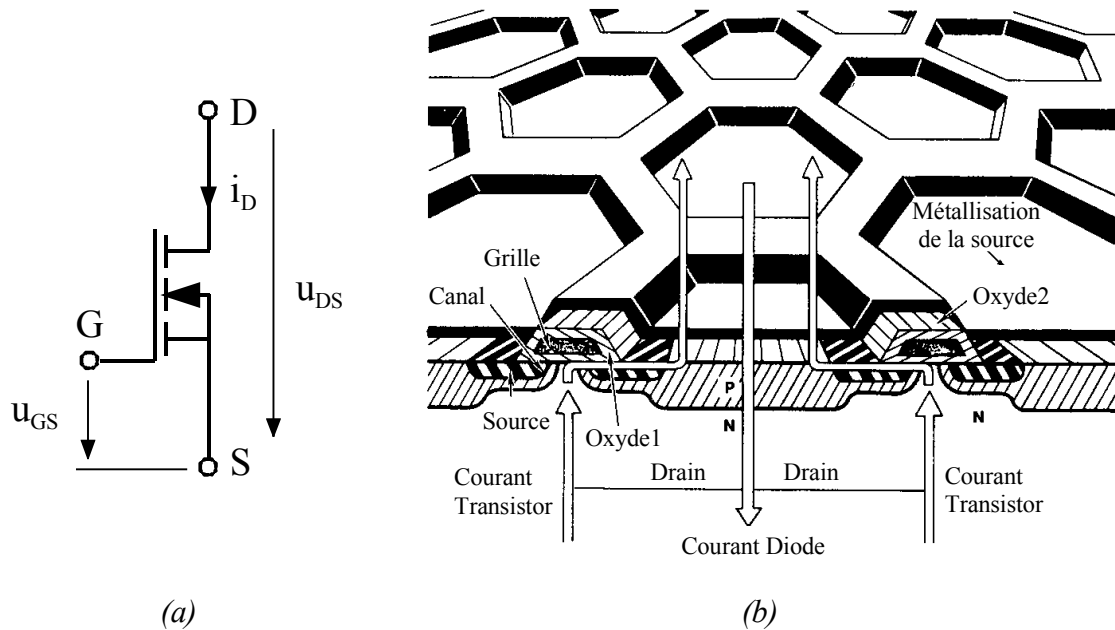 D
i_D
u_DS
G
u_GS
S
(a)
Métallisation
de la source
Grille
Canal
Oxyde2
P
N
N
Source
Oxyde1
Drain
Drain
Courant
Transistor
Courant
Transistor
Courant Diode
(b)